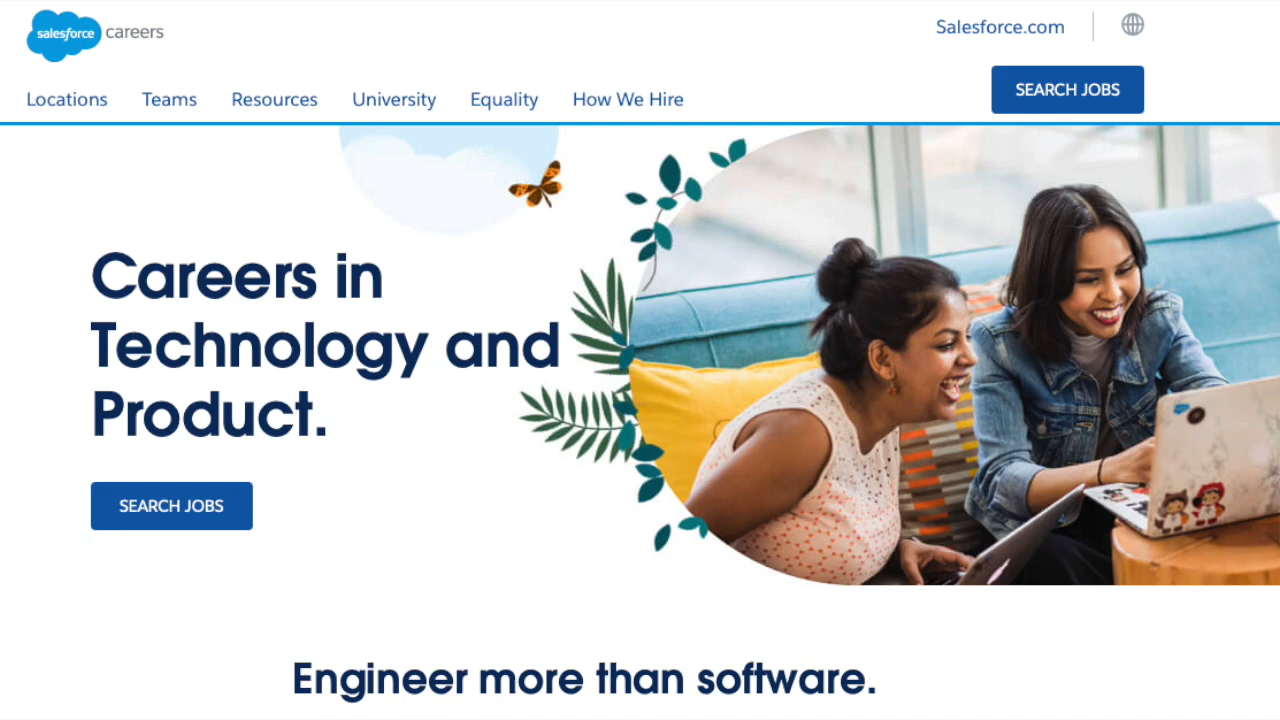 salesforce careers
Salesforce.com
Locations Teams Resources University Equality How We Hire
SEARCH JOBS
Careers in
Technology and
Product.
SEARCH JOBS
Engineer more than software.